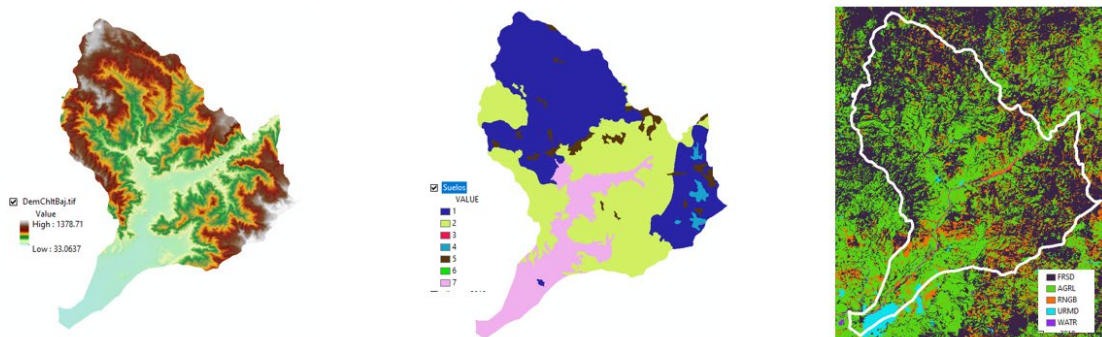 DemChltBaj.tif
Value
High : 1378.71
Low : 33.0637
Suelos
VALUE
1
2
3
4
5
6
7
FRSD
AGRL
RNGB
URMD
WATR